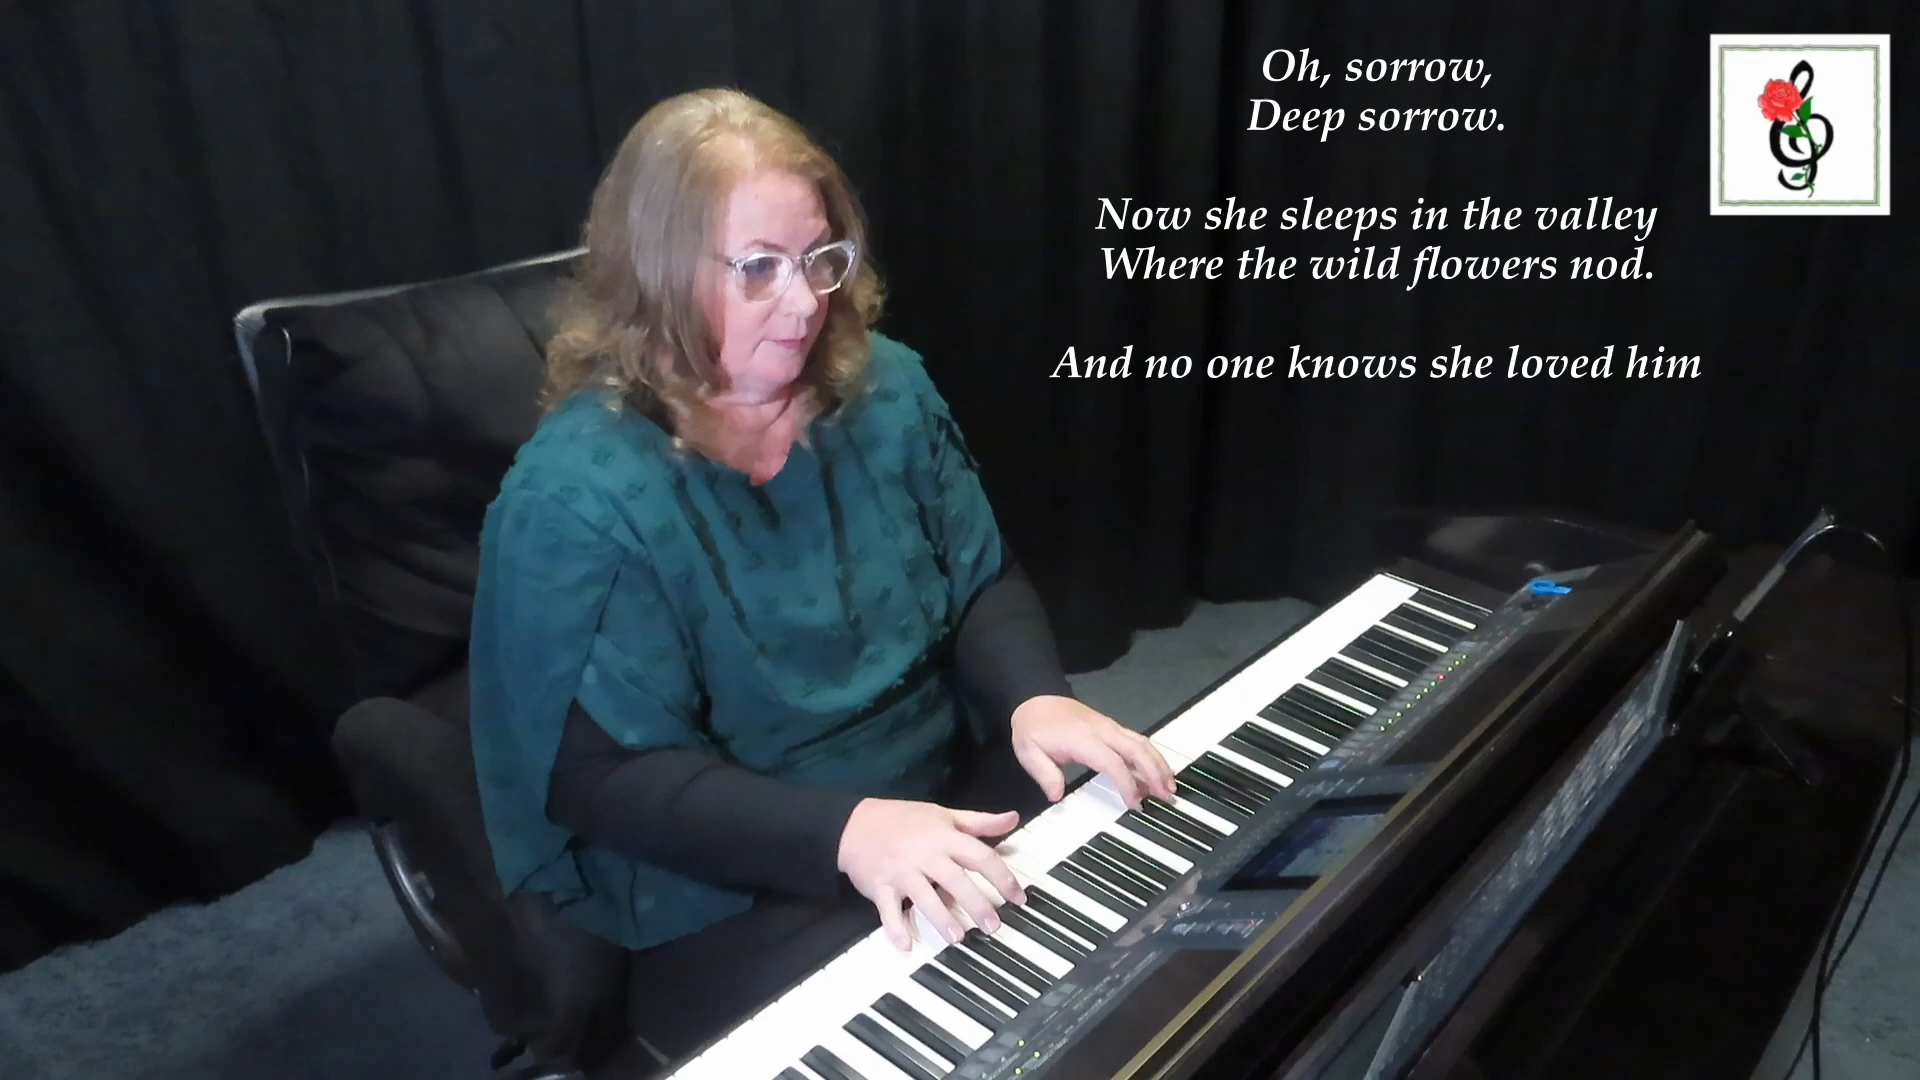 Oh, sorrow,
Deep sorrow.
Now she sleeps in the valley
Where the wild flowers nod.
And no one knows she loved him